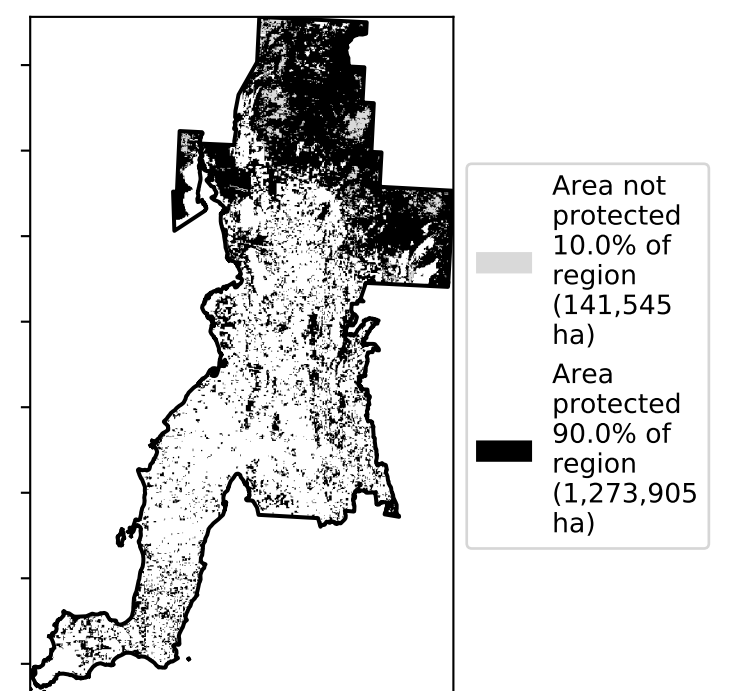 Area not
protected
10.0% of
region
(141,545
ha)
Area
protected
90.0% of
region
(1,273,905
ha)